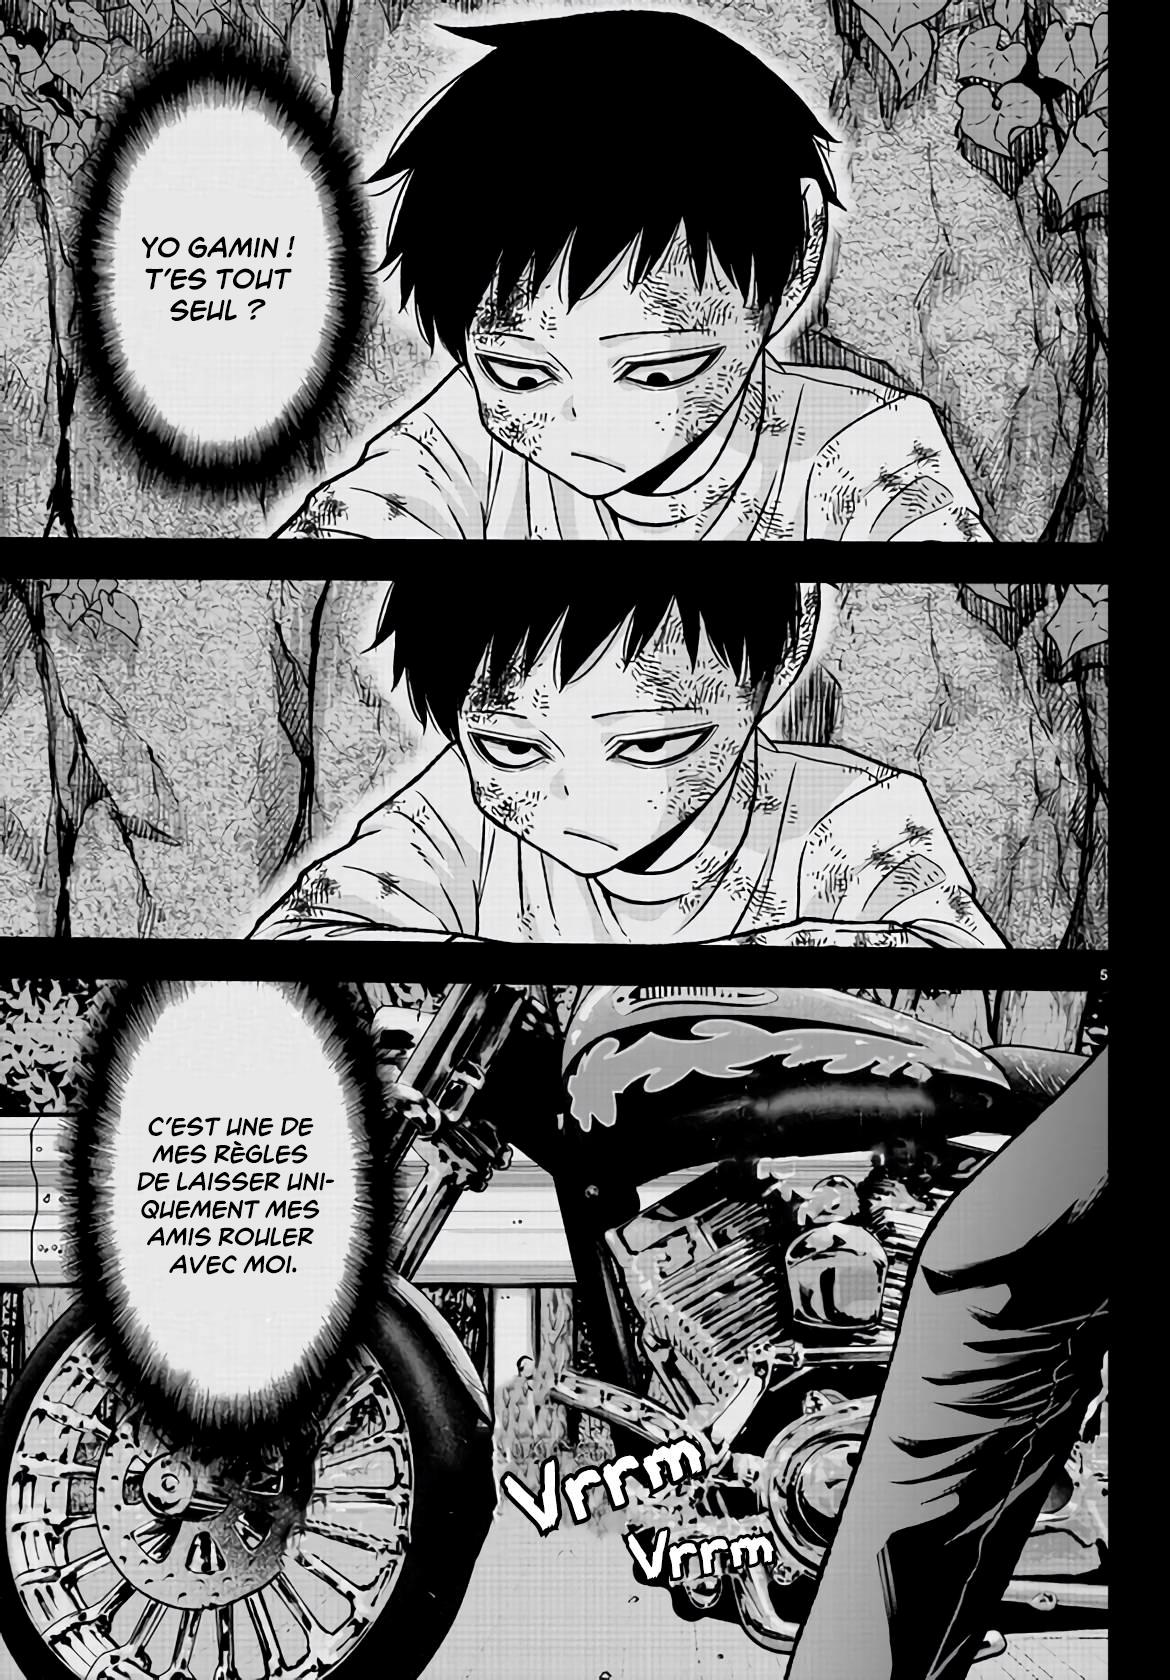 YO GAMIN !
T'ES TOUT
SEUL ?
5
C'EST UNE DE
MES RÈGLES
DE LAISSER UNI-
QUEMENT MES
AMIS ROULER
AVEC MOI.
Vrrrm
Vrrm